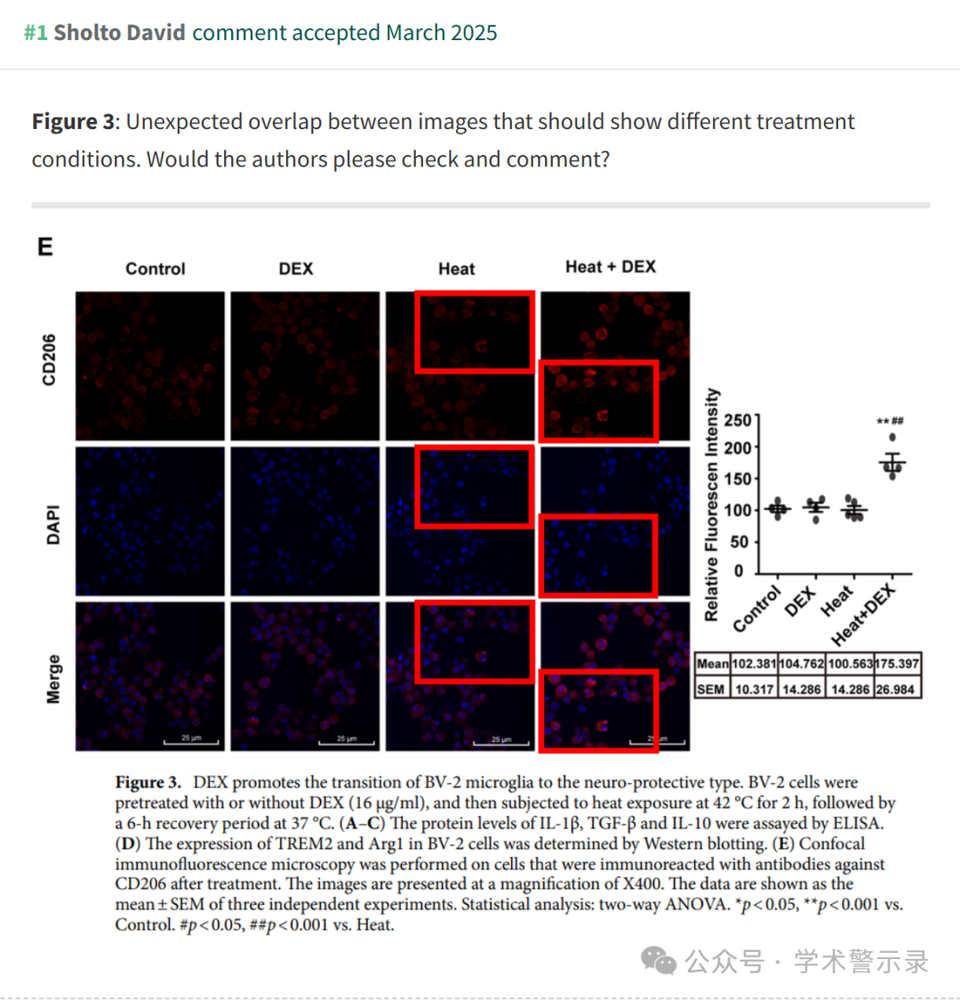 #1 Sholto David comment accepted March 2025
Figure 3: Unexpected overlap between images that should show different treatment
conditions. Would the authors please check and comment?
E
Control DEX Heat Heat + DEX
CD206
DAPI
Merge
25 μm 25 μm 25 μm 25 μm
Relative Fluorescen Intensity
250
200
150
100
50
0
** ##
Control DEX Heat Heat+DEX
Mean 102.381 104.762 100.563 175.397
SEM 10.317 14.286 14.286 26.984
Figure 3. DEX promotes the transition of BV-2 microglia to the neuro-protective type. BV-2 cells were
pretreated with or without DEX (16 μg/ml), and then subjected to heat exposure at 42 °C for 2 h, followed by
a 6-h recovery period at 37 °C. (A–C) The protein levels of IL-1β, TGF-β and IL-10 were assayed by ELISA.
(D) The expression of TREM2 and Arg1 in BV-2 cells was determined by Western blotting. (E) Confocal
immunofluorescence microscopy was performed on cells that were immunoreacted with antibodies against
CD206 after treatment. The images are presented at a magnification of X400. The data are shown as the
mean ± SEM of three independent experiments. Statistical analysis: two-way ANOVA. *p < 0.05, **p < 0.001 vs.
Control. #p < 0.05, ##p < 0.001 vs. Heat.
公众号 · 学术警示录